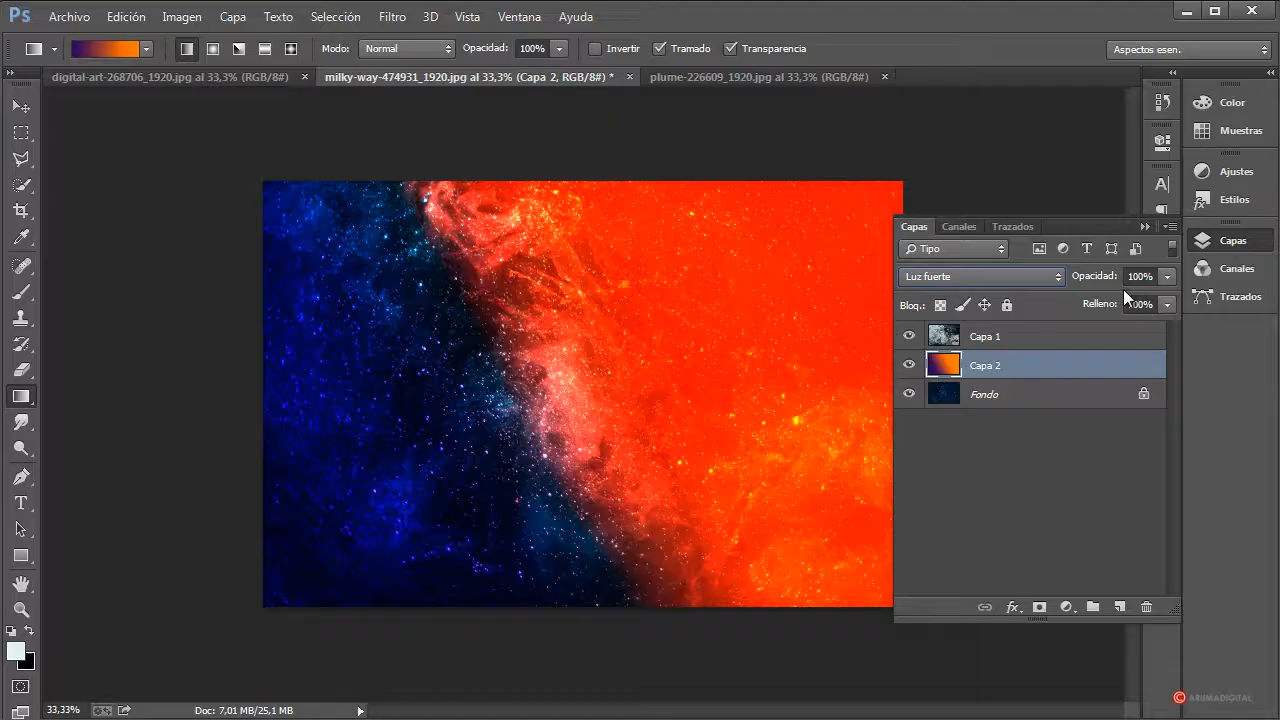 Ps Archivo Edición Imagen Capa Texto Selección Filtro 3D Vista Ventana Ayuda
Modo: Normal Opacidad: 100% Invertir Tramado Transparencia Aspectos esen.
digital-art-268706_1920.jpg al 33,3% (RGB/8#) × milky-way-474931_1920.jpg al 33,3% (Capa 2, RGB/8#) * × plume-226609_1920.jpg al 33,3% (RGB/8#) ×
Color
Muestras
Ajustes
Estilos
Capas
Canales
Trazados
Capas Canales Trazados
Tipo
Luz fuerte Opacidad: 100%
Bloq.: Relleno: 100%
Capa 1
Capa 2
Fondo
33,33% Doc: 7,01 MB/25,1 MB
© ARUMADIGITAL